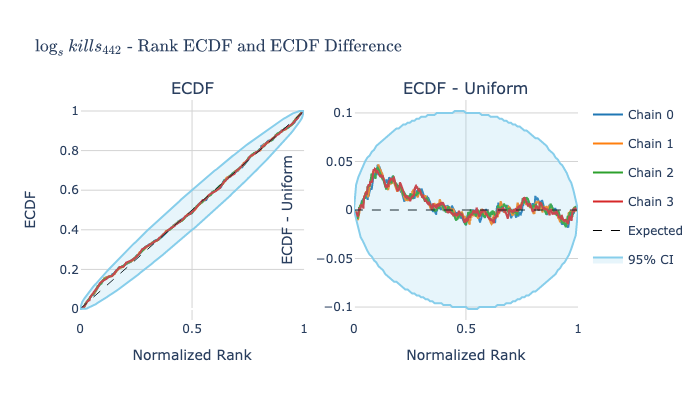 log_s kills_442 - Rank ECDF and ECDF Difference
ECDF
ECDF
1
0.8
0.6
0.4
0.2
0
0
0.5
1
Normalized Rank
ECDF - Uniform
ECDF - Uniform
0.1
0.05
0
−0.05
−0.1
0
0.5
1
Normalized Rank
Chain 0
Chain 1
Chain 2
Chain 3
Expected
95% CI